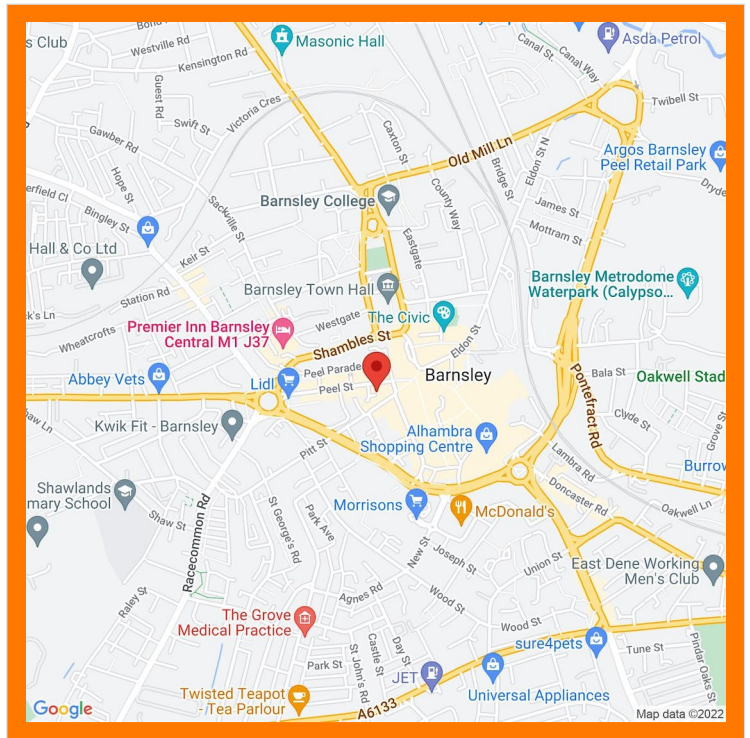 s Club
Bond
Westville Rd
Kensington Rd
Masonic Hall
Canal St
Canal Way
Asda Petrol
Guest Rd
Swift St
Victoria Cres
Twibell St
Gawber Rd
Caxton St
Old Mill Ln
Eldon St N
Bridge St
Argos Barnsley
Peel Retail Park
Hope St
County Way
Dryde
erfield Cl
Bingley St
Sackville St
Barnsley College
James St
Mottram St
Eastgate
Hall & Co Ltd
Keir St
Station Rd
Barnsley Town Hall
Barnsley Metrodome
Waterpark (Calypso...
k's Ln
Wheatcrofts
Premier Inn Barnsley
Central M1 J37
Westgate
The Civic
Shambles St
Eldon St
Peel Parade
Peel St
Barnsley
Abbey Vets
Lidl
Bala St
Oakwell Stad
Pontefract Rd
aw Ln
Kwik Fit - Barnsley
Clyde St
Grove St
Pitt St
Alhambra
Shopping Centre
Lambra Rd
Burrow
Doncaster Rd
Shawlands
mary School
Shaw St
Racecommon Rd
St George's Rd
Park Ave
Morrisons
McDonald's
Oakwell Ln
New St
Joseph St
Union St
East Dene Working
Men's Club
Raley St
Agnes Rd
Wood St
Wood St
The Grove
Medical Practice
sure4pets
Tune St
Pindar Oaks St
Park St
St John's Rd
Castle St
Day St
JET
Universal Appliances
Twisted Teapot
- Tea Parlour
A6133
Google
Map data ©2022